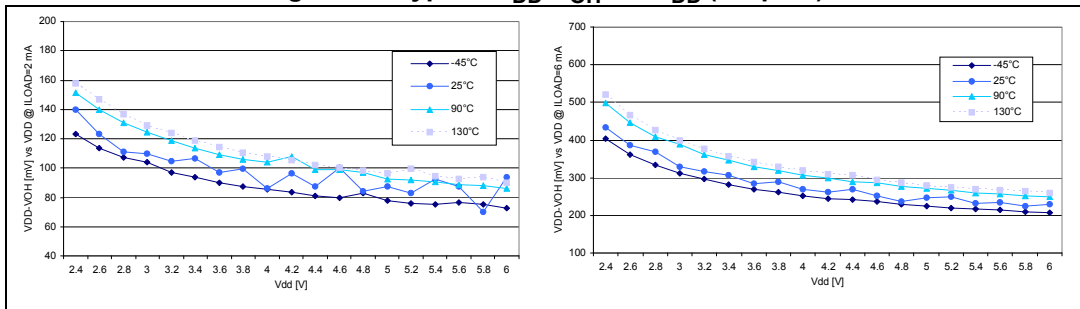 DD OH DD
VDD-VOH [mV] vs VDD @ ILOAD=2 mA
200
180
160
140
120
100
80
60
40
-45°C
25°C
90°C
130°C
2.4 2.6 2.8 3 3.2 3.4 3.6 3.8 4 4.2 4.4 4.6 4.8 5 5.2 5.4 5.6 5.8 6
Vdd [V]
VDD-VOH [mV] vs VDD @ ILOAD=6 mA
700
600
500
400
300
200
100
-45°C
25°C
90°C
130°C
2.4 2.6 2.8 3 3.2 3.4 3.6 3.8 4 4.2 4.4 4.6 4.8 5 5.2 5.4 5.6 5.8 6
Vdd [V]